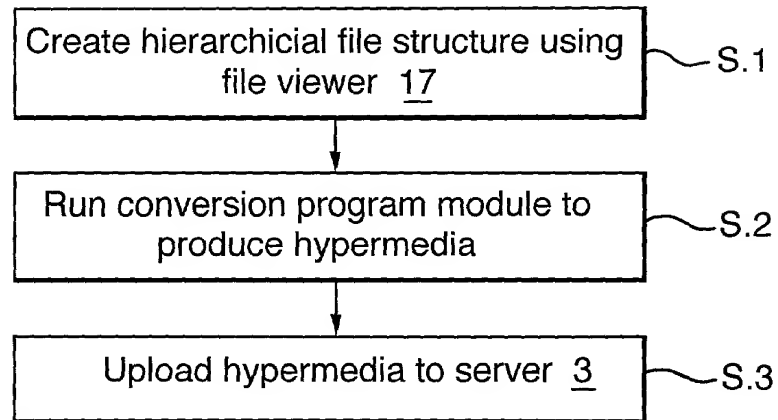 Create hierarchicial file structure using
file viewer 17
S.1
Run conversion program module to
produce hypermedia
S.2
Upload hypermedia to server 3
S.3